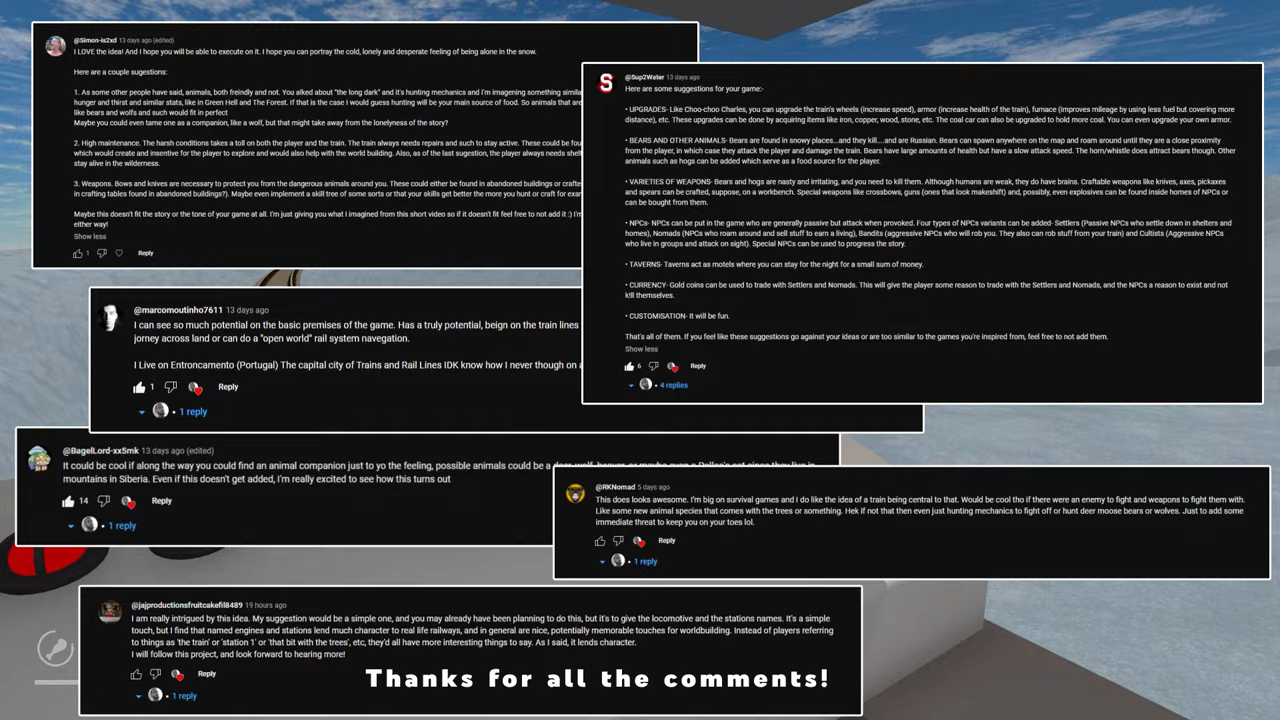 @Simon-is2xd 13 days ago (edited)
I LOVE the idea! And I hope you will be able to execute on it. I hope you can portray the cold, lonely and desperate feeling of being alone in the snow.
Here are a couple sugestions:
1. As some other people have said, animals, both freindly and not. You talked about "the long dark" and it's hunting mechanics and I'm imagening something similar
hunger and thirst and similar stats, like in Green Hell and The Forest. If that is the case I would guess hunting will be your main source of food. So animals that are
like bears and wolfs and such would fit in perfect
Maybe you could even tame one as a companion, like a wolf, but that might take away from the lonelyness of the story?
2. High maintenance. The harsh conditions takes a toll on both the player and the train. The train always needs repairs and such to stay active. These could be
which would create and incentive for the player to explore and would also help with the world building. Also, as of the last sugestion, the player always needs
stay alive in the wilderness.
3. Weapons. Bows and knives are necessary to protect you from the dangerous animals around you. These could either be found in abandoned buildings or
in crafting tables found in abandoned buildings?). Maybe even implement a skill tree of some sorts or that your skills get better the more you hunt or craft for
Maybe this doesn't fit the story or the tone of your game at all. I'm just giving you what I imagined from this short video so if it doesn't fit feel free to not add it :)
either way!
Show less
1 Reply
@Sup2Water 13 days ago
Here are some suggestions for your game:-
• UPGRADES- Like Choo-choo Charles, you can upgrade the train's wheels (increase speed), armor (increase health of the train), furnace (improves mileage by using less fuel but covering more
distance), etc. These upgrades can be done by acquiring items like iron, copper, wood, stone, etc. The coal car can also be upgraded to hold more coal. You can even upgrade your own armor.
• BEARS AND OTHER ANIMALS- Bears are found in snowy places...and they kill....and are Russian. Bears can spawn anywhere on the map and roam around until they are a close proximity
from the player, in which case they attack the player and damage the train. Bears have large amounts of health but have a slow attack speed. The horn/whistle does attract bears though. Other
animals such as hogs can be added which serve as a food source for the player.
• VARIETIES OF WEAPONS- Bears and hogs are nasty and irritating, and you need to kill them. Although humans are weak, they do have brains. Craftable weapons like knives, axes, pickaxes
and spears can be crafted, suppose, on a workbench. Special weapons like crossbows, guns (ones that look makeshift) and, possibly, even explosives can be found inside homes of NPCs or
can be bought from them.
• NPCs- NPCs can be put in the game who are generally passive but attack when provoked. Four types of NPCs variants can be added- Settlers (Passive NPCs who settle down in shelters and
homes), Nomads (NPCs who roam around and sell stuff to earn a living), Bandits (aggressive NPCs who will rob you. They also can rob stuff from your train) and Cultists (Aggressive NPCs
who live in groups and attack on sight). Special NPCs can be used to progress the story.
• TAVERNS- Taverns act as motels where you can stay for the night for a small sum of money.
• CURRENCY- Gold coins can be used to trade with Settlers and Nomads. This will give the player some reason to trade with the Settlers and Nomads, and the NPCs a reason to exist and not
k!ll themselves.
• CUSTOMISATION- It will be fun.
That's all of them. If you feel like these suggestions go against your ideas or are too similar to the games you're inspired from, feel free to not add them.
Show less
6 Reply
4 replies
@marcomoutinho7611 13 days ago
I can see so much potential on the basic premises of the game. Has a truly potential, beign on the train lines
jorney across land or can do a "open world" rail system navegation.
I Live on Entroncamento (Portugal) The capital city of Trains and Rail Lines IDK know how I never though on a
1 Reply
1 reply
@BagelLord-xx5mk 13 days ago (edited)
It could be cool if along the way you could find an animal companion just to yo the feeling, possible animals could be a
mountains in Siberia. Even if this doesn't get added, I'm really excited to see how this turns out
14 Reply
1 reply
@RKNomad 5 days ago
This does looks awesome. I'm big on survival games and I do like the idea of a train being central to that. Would be cool tho if there were an enemy to fight and weapons to fight them with.
Like some new animal species that comes with the trees or something. Hek if not that then even just hunting mechanics to fight off or hunt deer moose bears or wolves. Just to add some
immediate threat to keep you on your toes lol.
Reply
1 reply
@jajproductionsfruitcakefil8489 19 hours ago
I am really intrigued by this idea. My suggestion would be a simple one, and you may already have been planning to do this, but it's to give the locomotive and the stations names. It's a simple
touch, but I find that named engines and stations lend much character to real life railways, and in general are nice, potentially memorable touches for worldbuilding. Instead of players referring
to things as 'the train' or 'station 1' or 'that bit with the trees', etc, they'd all have more interesting things to say. As I said, it lends character.
I will follow this project, and look forward to hearing more!
Reply
1 reply
Thanks for all the comments!